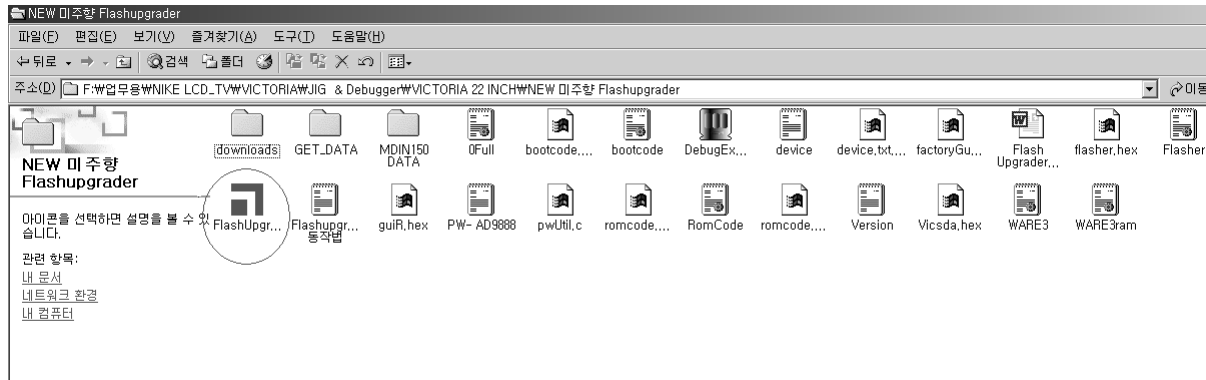 NEW 미주향 Flashupgrader
파일(F) 편집(E) 보기(V) 즐겨찾기(A) 도구(T) 도움말(H)
뒤로 검색 폴더
주소(D) F:₩업무용₩NIKE LCD_TV₩VICTORIA₩JIG & Debugger₩VICTORIA 22 INCH₩NEW 미주향 Flashupgrader 이동
NEW 미주향
Flashupgrader
아이콘을 선택하면 설명을 볼 수 있
습니다.
관련 항목:
내 문서
네트워크 환경
내 컴퓨터
downloads GET_DATA MDIN150 0Full bootcode,... bootcode DebugEx... device device,txt,... factoryGu... Flash flasher,hex Flasher
DATA Upgrader,...
FlashUpgr... Flashupgr... guiR,hex PW- AD9888 pwUtil,c romcode,... RomCode romcode,... Version Vicsda,hex WARE3 WARE3ram
동작법